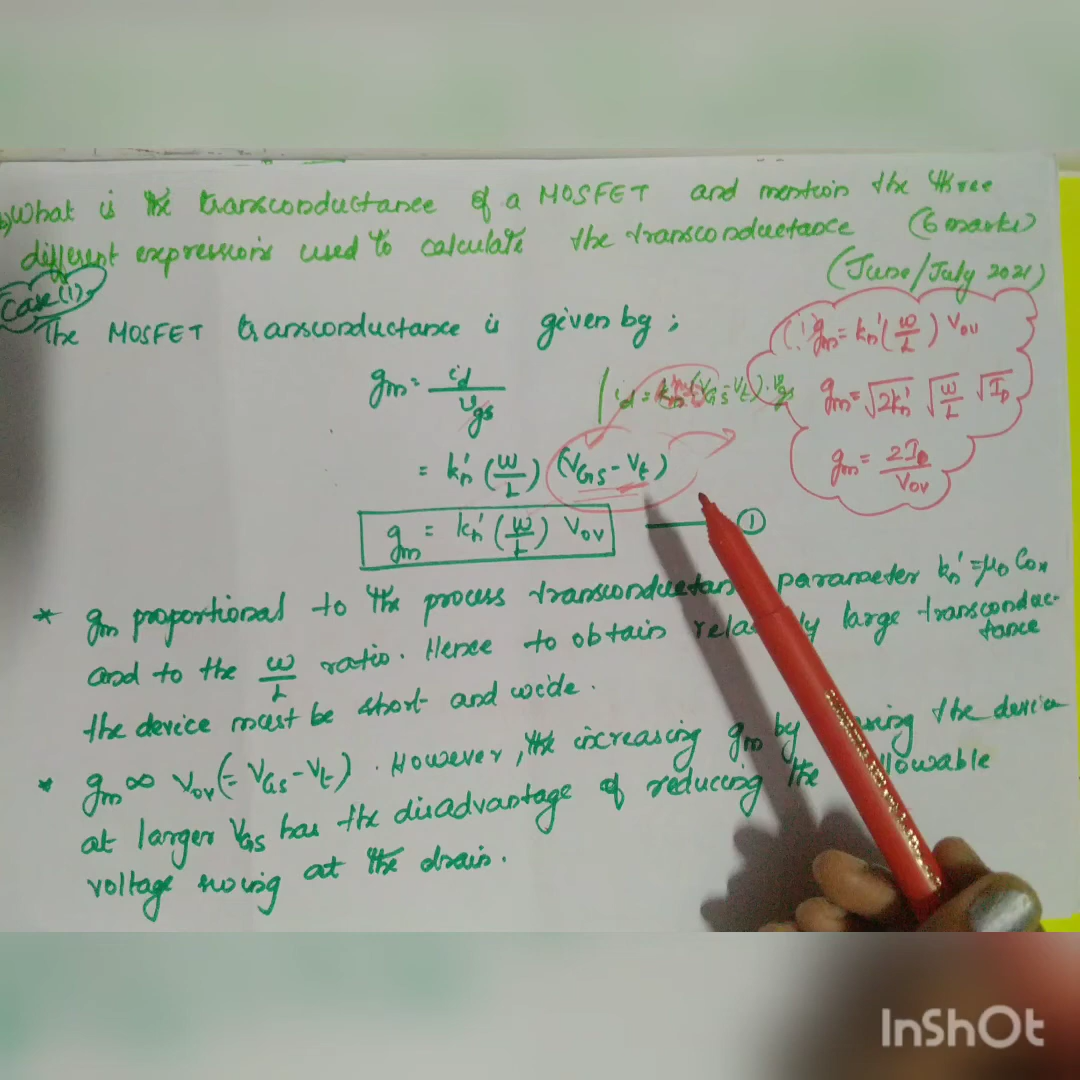 What is the transconductance of a MOSFET and mention the three
different expressions used to calculate the transconductance (6 marks)
(June/July 2021)
Case (1)
The MOSFET transconductance is given by;
gm = id / vgs
= kn' (W/L) (VGS - Vt)
gm = kn' (W/L) VOV ①
(1) gm = kn' (W/L) VOV
gm = √2kn' √W/L √ID
gm = 2ID / VOV
* gm proportional to the process parameter kn' = μn Cox
and to the W/L ratio. Hence to obtain large transconduc-
tance
the device must be short and wide.
* gm ∞ VOV (= VGS - Vt). However, the increasing gm by the device
at larger VGS has the disadvantage of reducing the
voltage swing at the drain.
InShOt